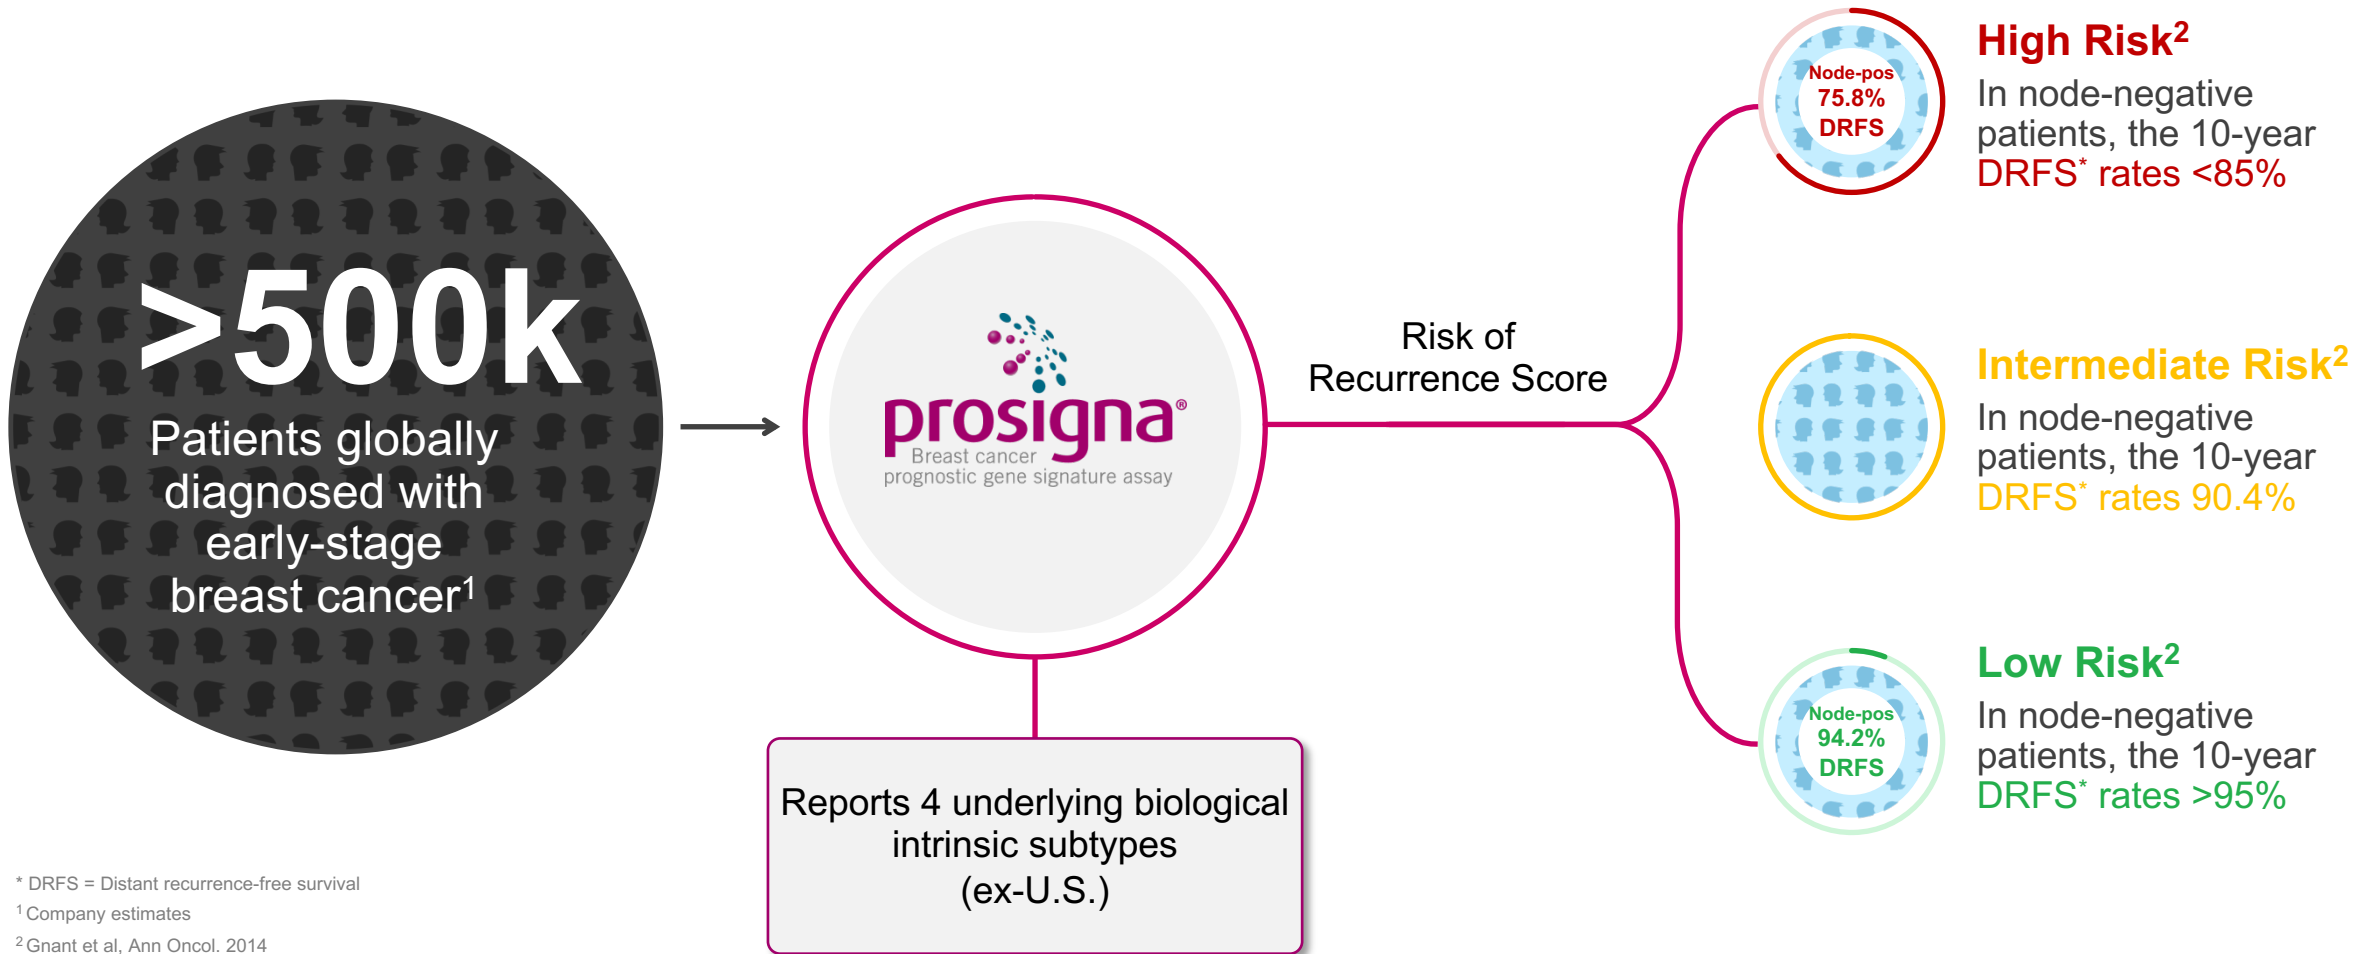 >500k
Patients globally
diagnosed with
early-stage
breast cancer¹
prosigna®
Breast cancer
prognostic gene signature assay
Reports 4 underlying biological
intrinsic subtypes
(ex-U.S.)
Risk of
Recurrence Score
Node-pos
75.8%
DRFS
High Risk²
In node-negative
patients, the 10-year
DRFS* rates <85%
Intermediate Risk²
In node-negative
patients, the 10-year
DRFS* rates 90.4%
Node-pos
94.2%
DRFS
Low Risk²
In node-negative
patients, the 10-year
DRFS* rates >95%
* DRFS = Distant recurrence-free survival
¹ Company estimates
² Gnant et al, Ann Oncol. 2014